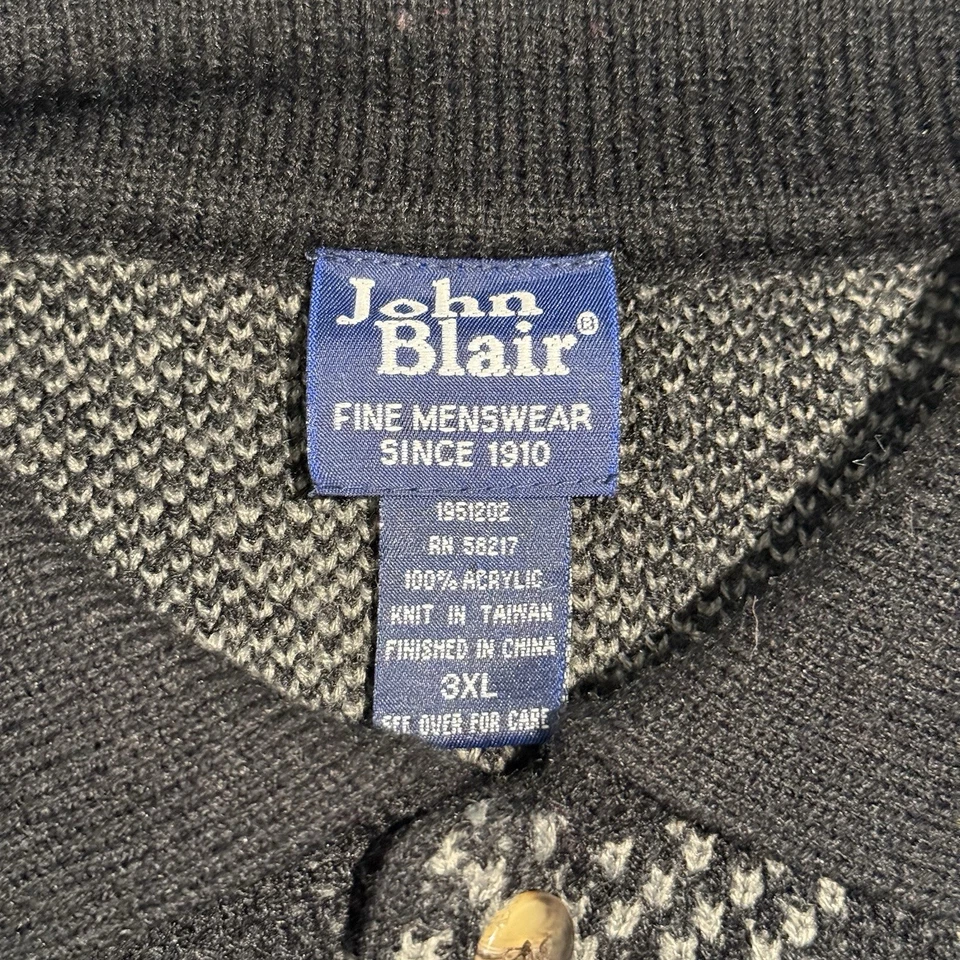 John
Blair®
FINE MENSWEAR
SINCE 1910
1951202
RN 58217
100% ACRYLIC
KNIT IN TAIWAN
FINISHED IN CHINA
3XL
SEE OVER FOR CARE